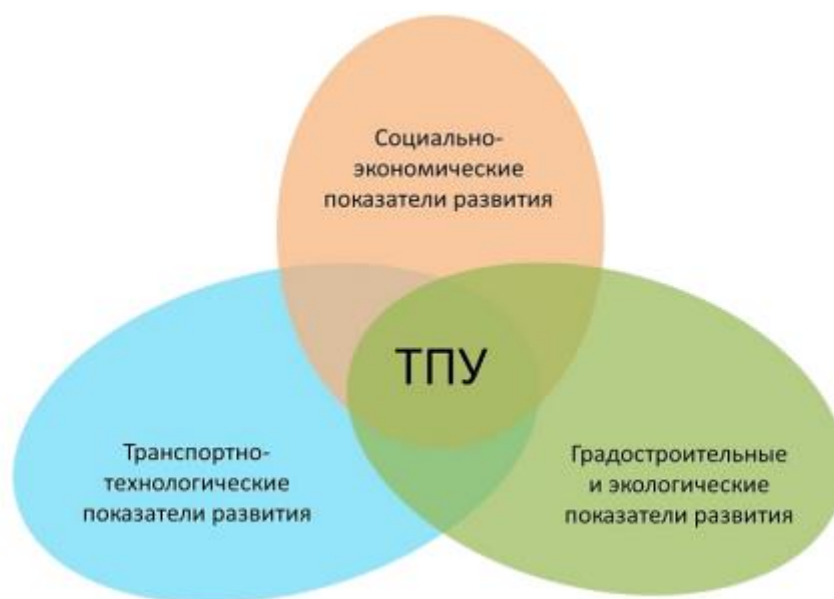 Социально-
экономические
показатели развития
ТПУ
Транспортно-
технологические
показатели развития
Градостроительные
и экологические
показатели развития